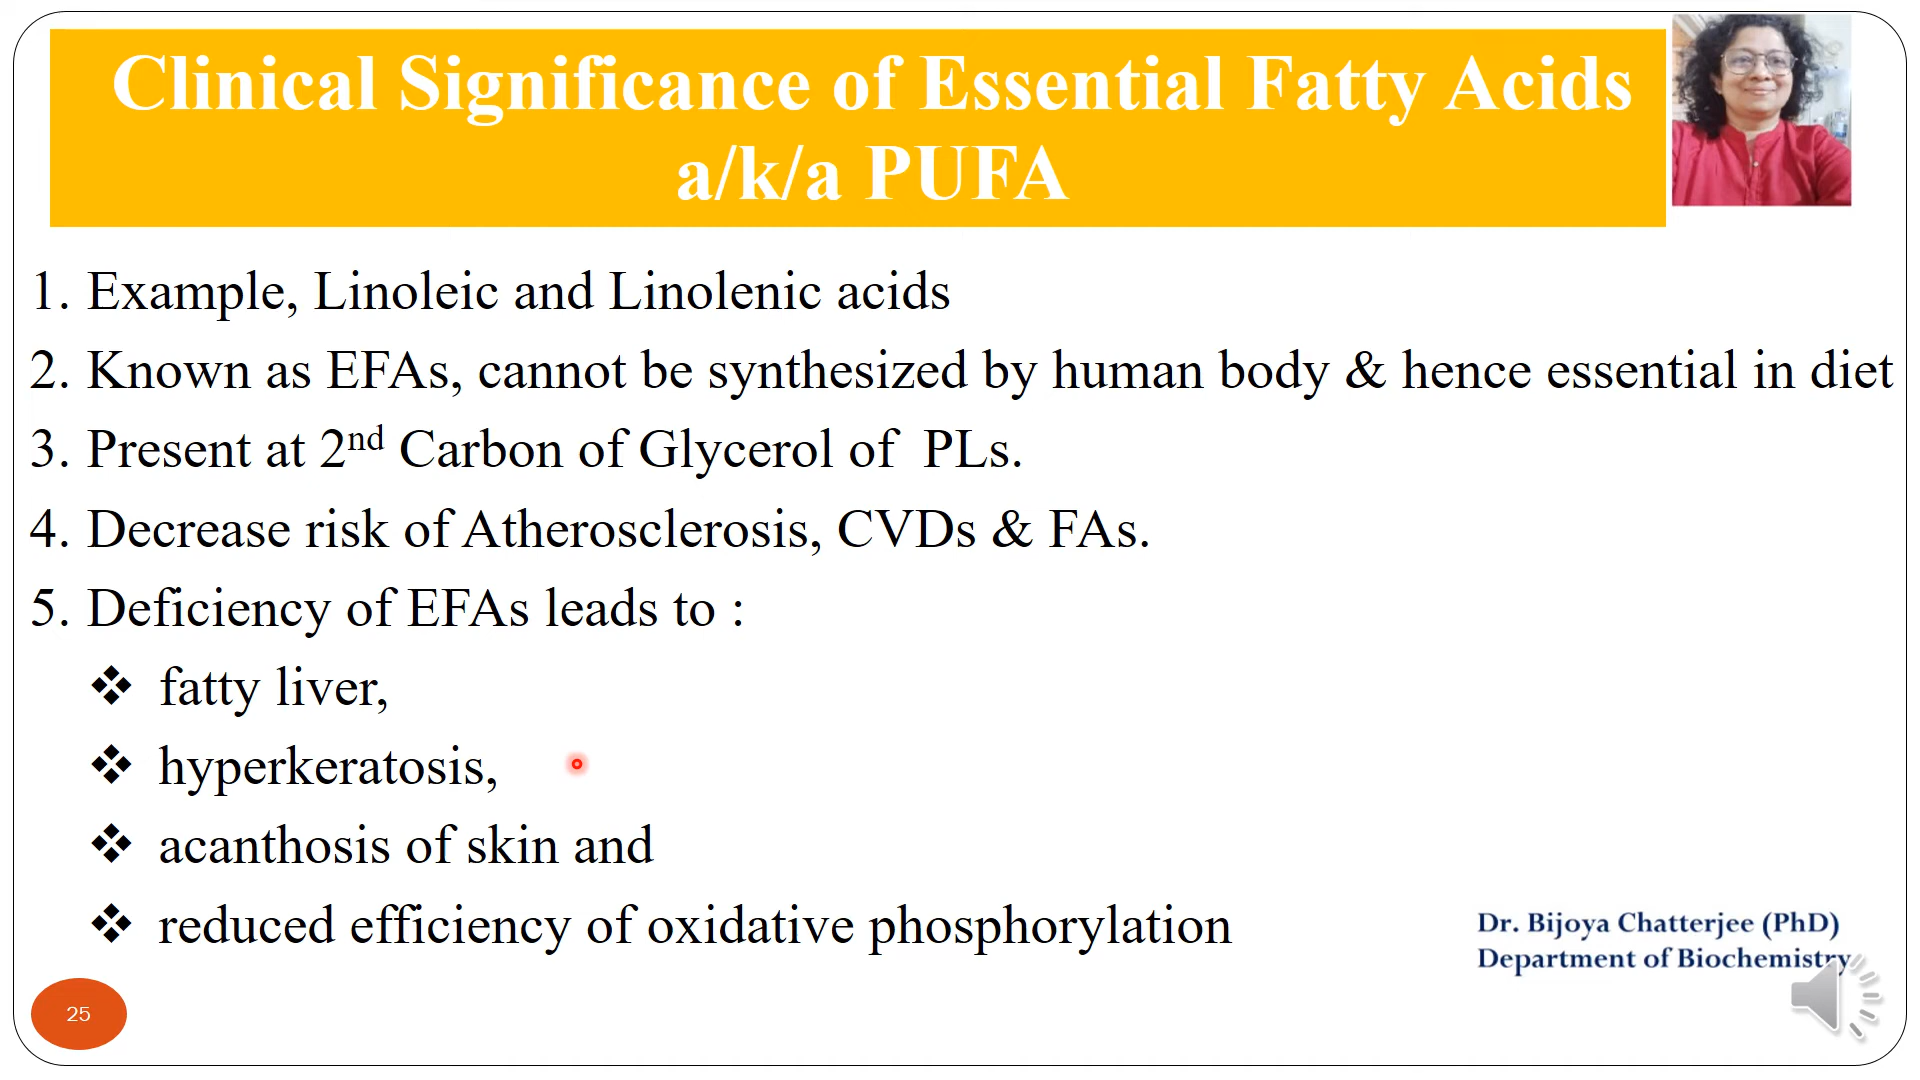 Clinical Significance of Essential Fatty Acids
a/k/a PUFA
1. Example, Linoleic and Linolenic acids
2. Known as EFAs, cannot be synthesized by human body & hence essential in diet
3. Present at 2nd Carbon of Glycerol of PLs.
4. Decrease risk of Atherosclerosis, CVDs & FAs.
5. Deficiency of EFAs leads to :
❖ fatty liver,
❖ hyperkeratosis,
❖ acanthosis of skin and
❖ reduced efficiency of oxidative phosphorylation
Dr. Bijoya Chatterjee (PhD)
Department of Biochemistry
25